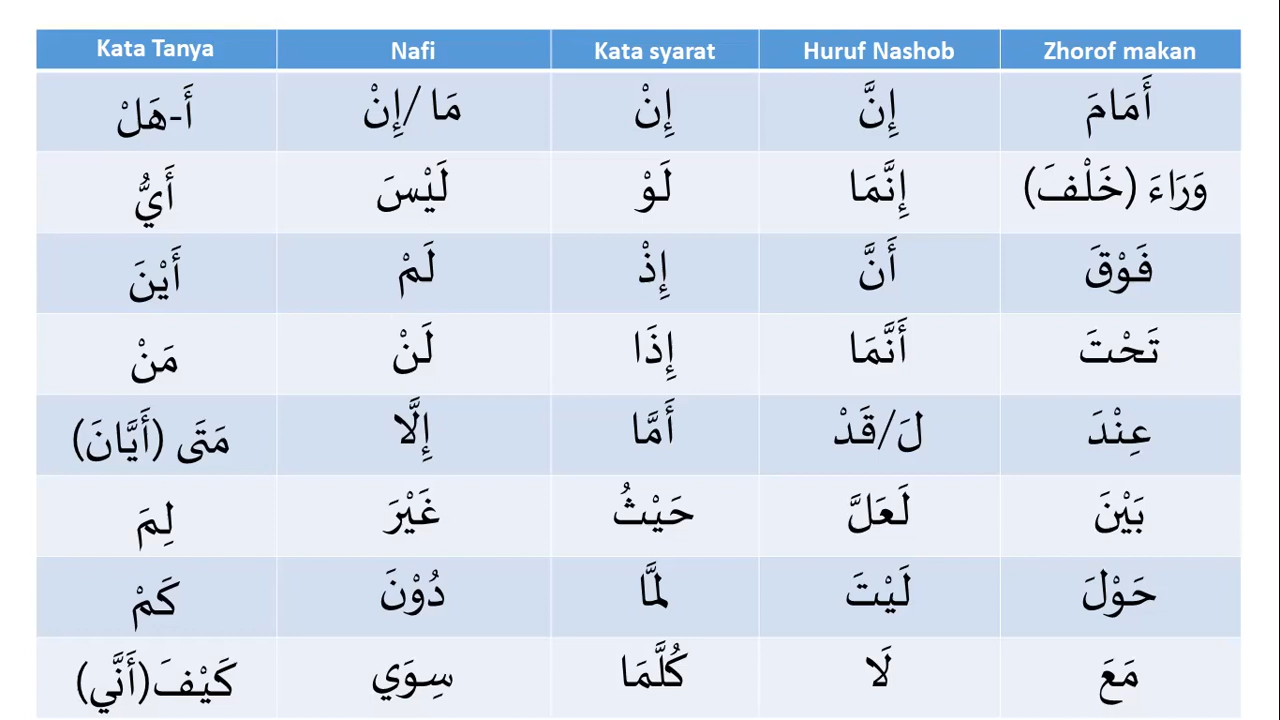 Kata Tanya Nafi Kata syarat Huruf Nashob Zhorof makan
أَ-هَلْ مَا /إِنْ إِنْ إِنَّ أَمَامَ
أَيُّ لَيْسَ لَوْ إِنَّمَا وَرَاءَ (خَلْفَ)
أَيْنَ لَمْ إِذْ أَنَّ فَوْقَ
مَنْ لَنْ إِذَا أَنَّمَا تَحْتَ
مَتَى (أَيَّانَ) إِلَّا أَمَّا لَ/قَدْ عِنْدَ
لِمَ غَيْرَ حَيْثُ لَعَلَّ بَيْنَ
كَمْ دُوْنَ لَمَّا لَيْتَ حَوْلَ
كَيْفَ(أَنَّي) سِوَي كُلَّمَا لَا مَعَ